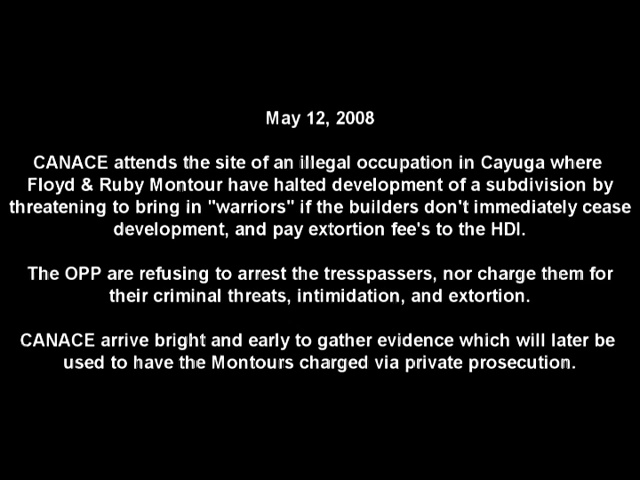 May 12, 2008
CANACE attends the site of an illegal occupation in Cayuga where
Floyd & Ruby Montour have halted development of a subdivision by
threatening to bring in "warriors" if the builders don't immediately cease
development, and pay extortion fee's to the HDI.
The OPP are refusing to arrest the tresspassers, nor charge them for
their criminal threats, intimidation, and extortion.
CANACE arrive bright and early to gather evidence which will later be
used to have the Montours charged via private prosecution.